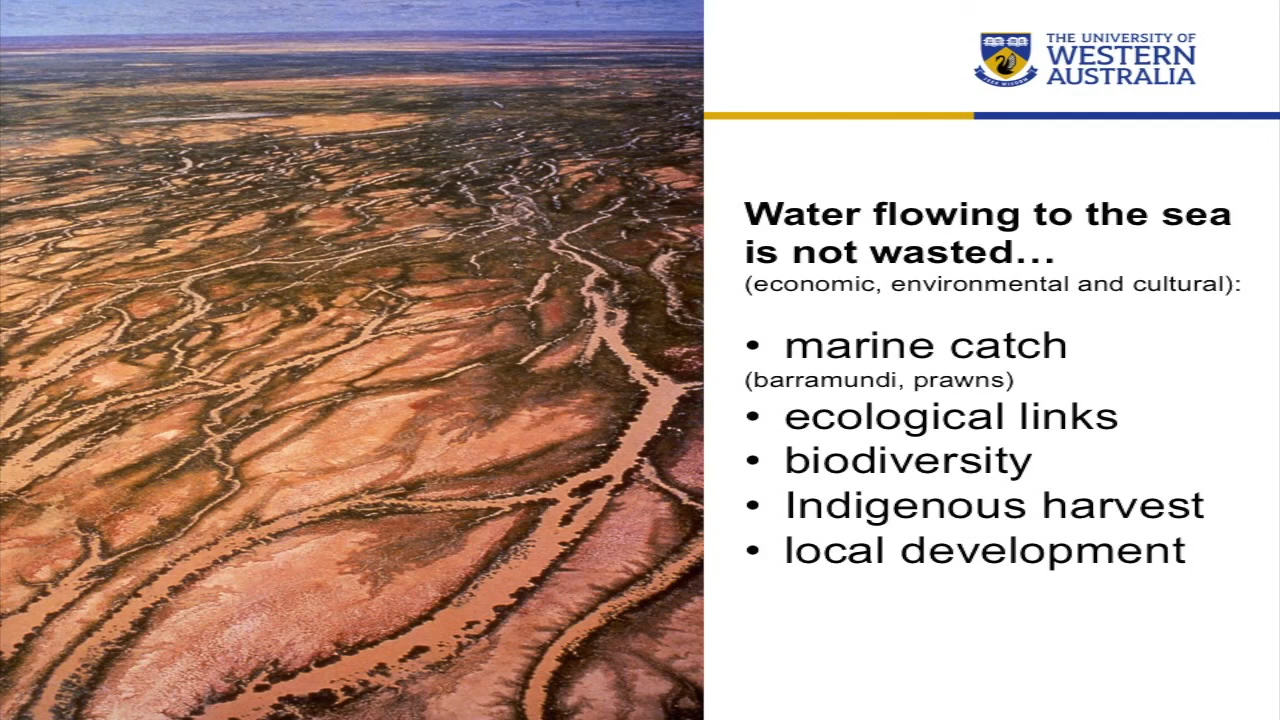 THE UNIVERSITY OF
WESTERN
AUSTRALIA
Water flowing to the sea
is not wasted…
(economic, environmental and cultural):
• marine catch
(barramundi, prawns)
• ecological links
• biodiversity
• Indigenous harvest
• local development